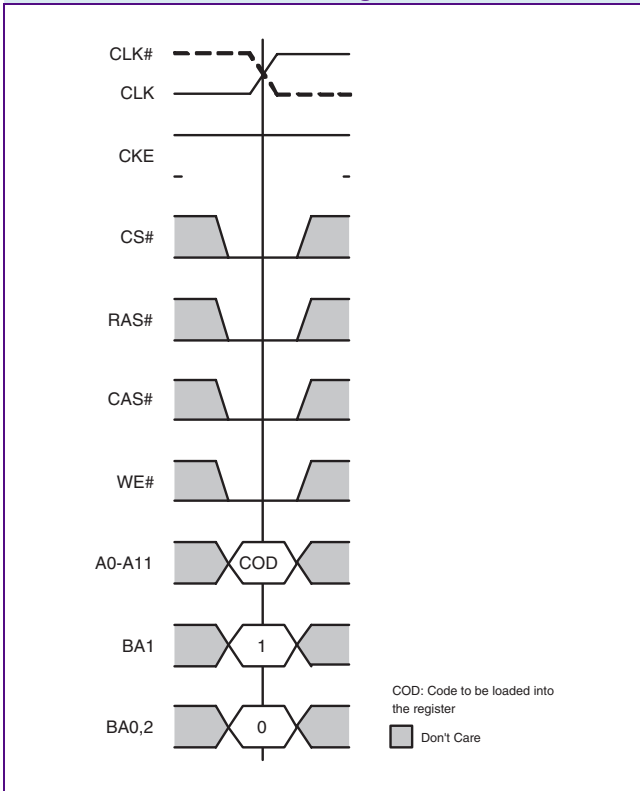 CLK#
CLK
CKE
CS#
RAS#
CAS#
WE#
A0-A11
COD
BA1
1
BA0,2
0
COD: Code to be loaded into
the register
Don't Care